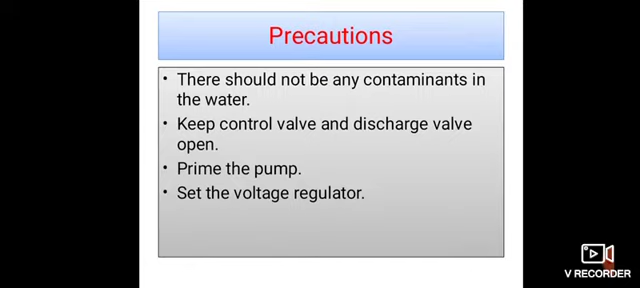 Precautions
• There should not be any contaminants in
the water.
• Keep control valve and discharge valve
open.
• Prime the pump.
• Set the voltage regulator.
V RECORDER